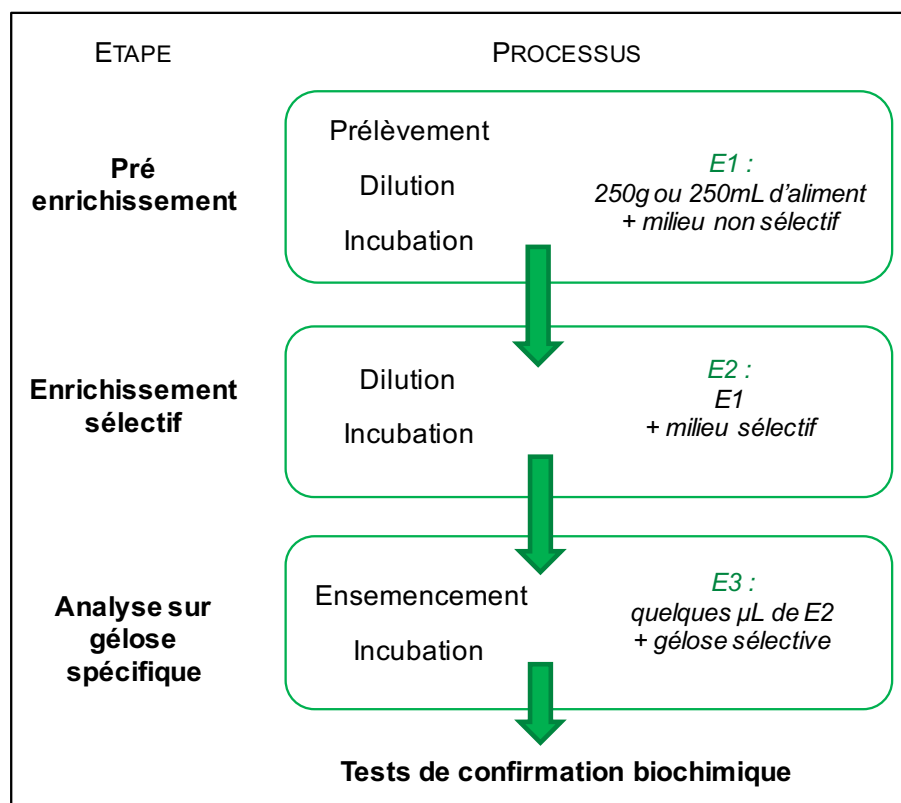 ETAPE PROCESSUS
Pré
enrichissement
Prélèvement
Dilution
Incubation
E1 :
250g ou 250mL d'aliment
+ milieu non sélectif
Enrichissement
sélectif
Dilution
Incubation
E2 :
E1
+ milieu sélectif
Analyse sur
gélose
spécifique
Ensemencement
Incubation
E3 :
quelques µL de E2
+ gélose sélective
Tests de confirmation biochimique